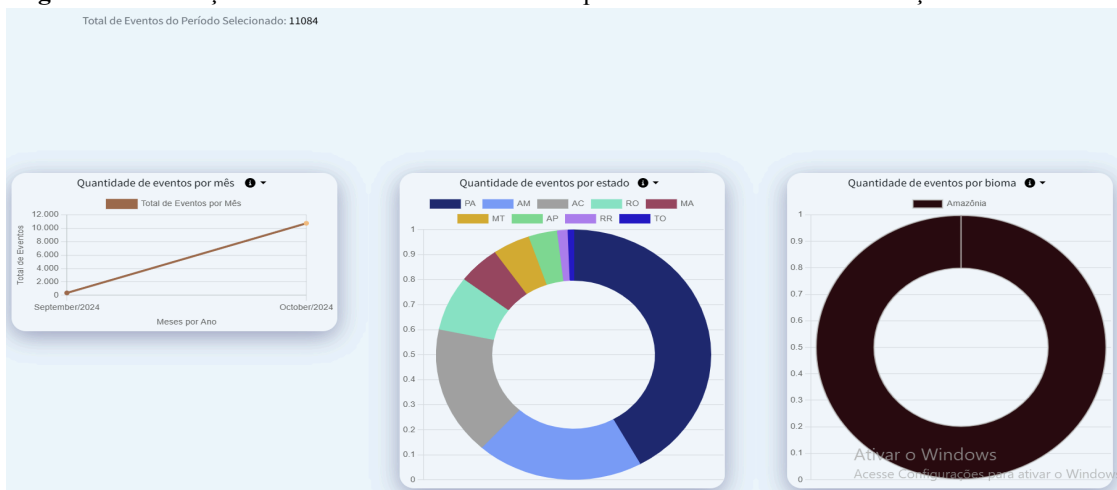 Total de Eventos do Período Selecionado: 11084
Quantidade de eventos por mês
Total de Eventos por Mês
12.000
10.000
8.000
6.000
4.000
2.000
0
Total de Eventos
September/2024 October/2024
Meses por Ano
Quantidade de eventos por estado
PA AM AC RO MA
MT AP RR TO
1
0.9
0.8
0.7
0.6
0.5
0.4
0.3
0.2
0.1
0
Quantidade de eventos por bioma
Amazônia
1
0.9
0.8
0.7
0.6
0.5
0.4
0.3
0.2
0.1
0
Ativar o Windows
Acesse Configurações para ativar o Windows